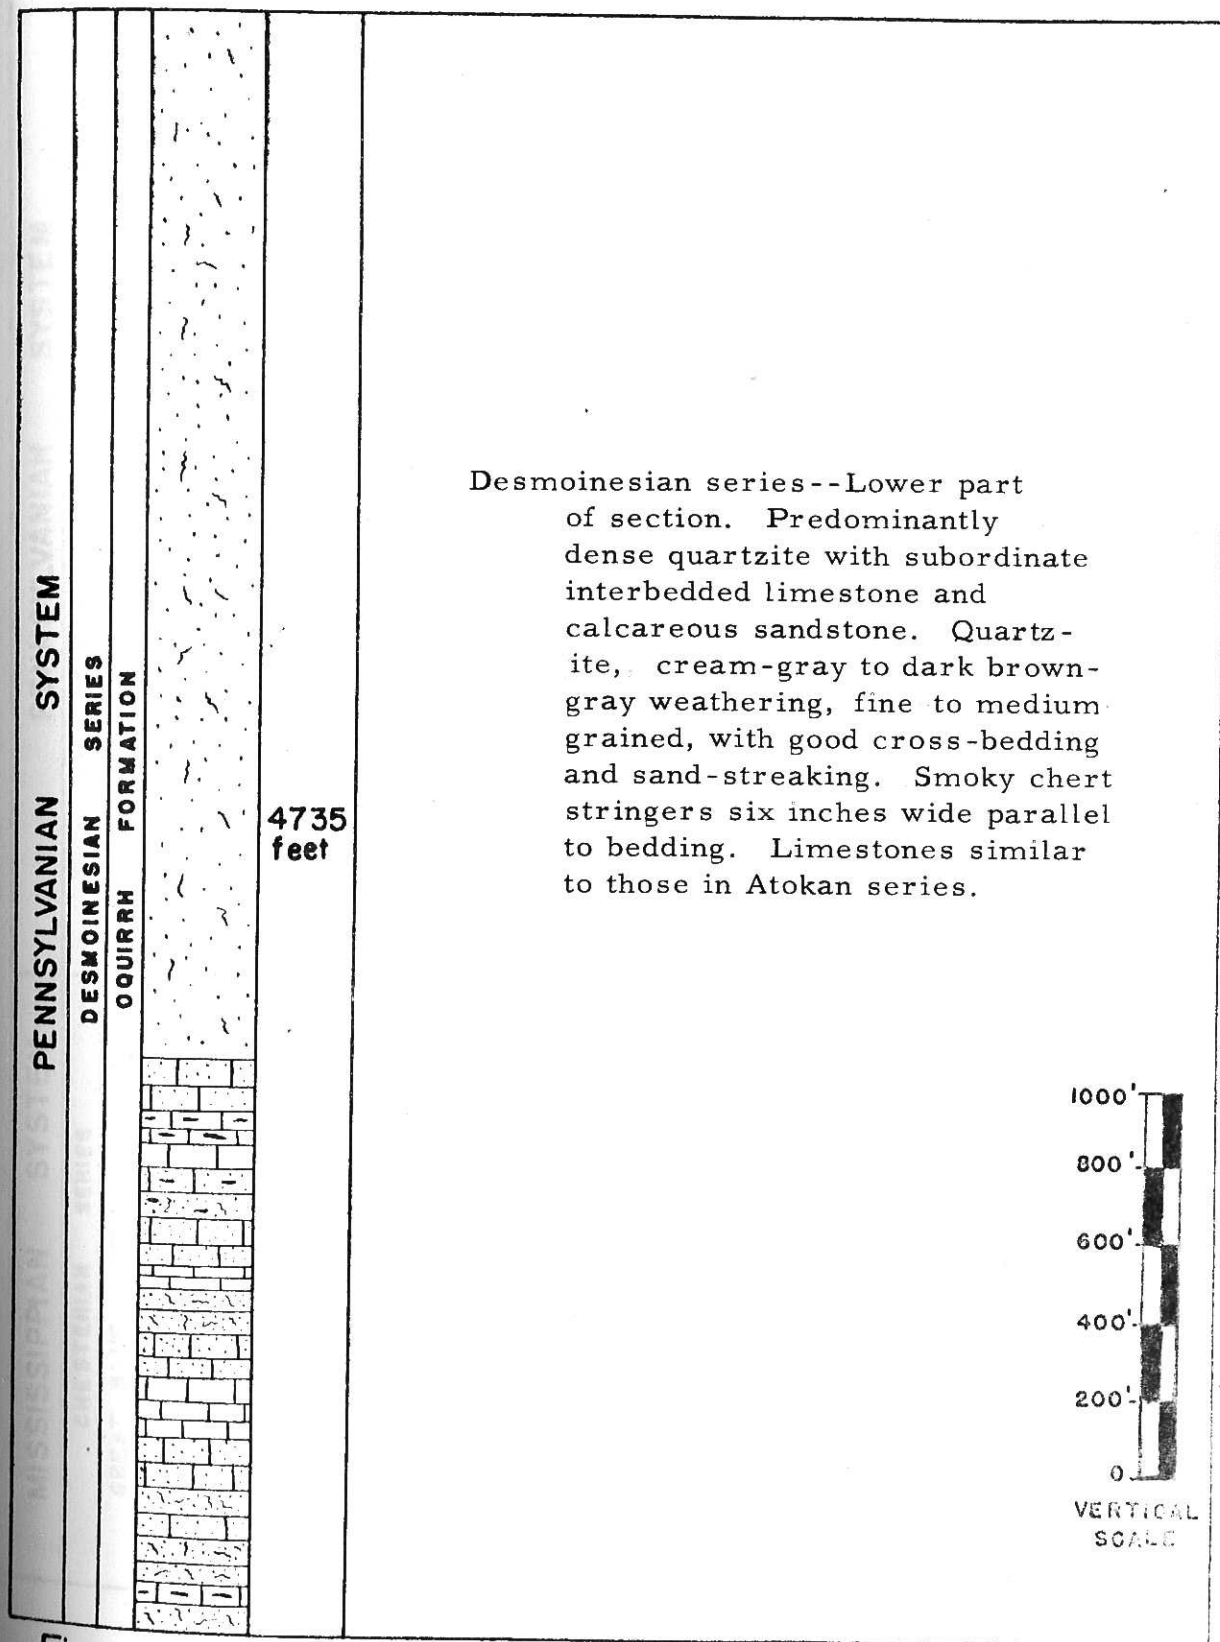 PENNSYLVANIAN SYSTEM
DESMOINESIAN SERIES
OQUIRRH FORMATION
4735
feet
Desmoinesian series--Lower part
of section. Predominantly
dense quartzite with subordinate
interbedded limestone and
calcareous sandstone. Quartz-
ite, cream-gray to dark brown-
gray weathering, fine to medium
grained, with good cross-bedding
and sand-streaking. Smoky chert
stringers six inches wide parallel
to bedding. Limestones similar
to those in Atokan series.
1000'
800'
600'
400'
200'
0
VERTICAL
SCALE